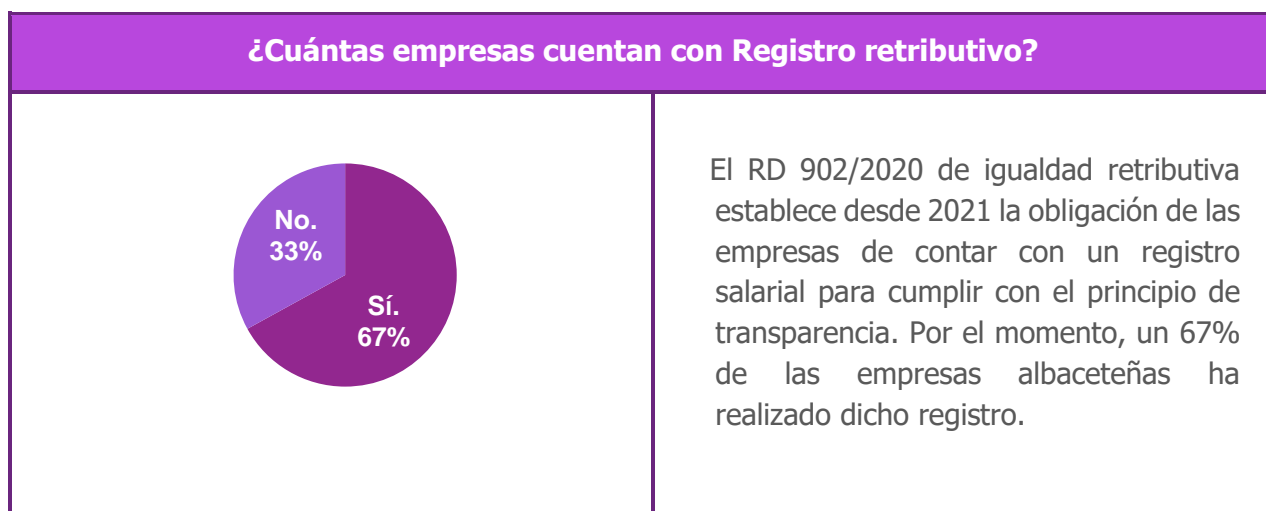 ¿Cuántas empresas cuentan con Registro retributivo?
No.
33%
Sí.
67%
El RD 902/2020 de igualdad retributiva
establece desde 2021 la obligación de las
empresas de contar con un registro
salarial para cumplir con el principio de
transparencia. Por el momento, un 67%
de las empresas albaceteñas ha
realizado dicho registro.